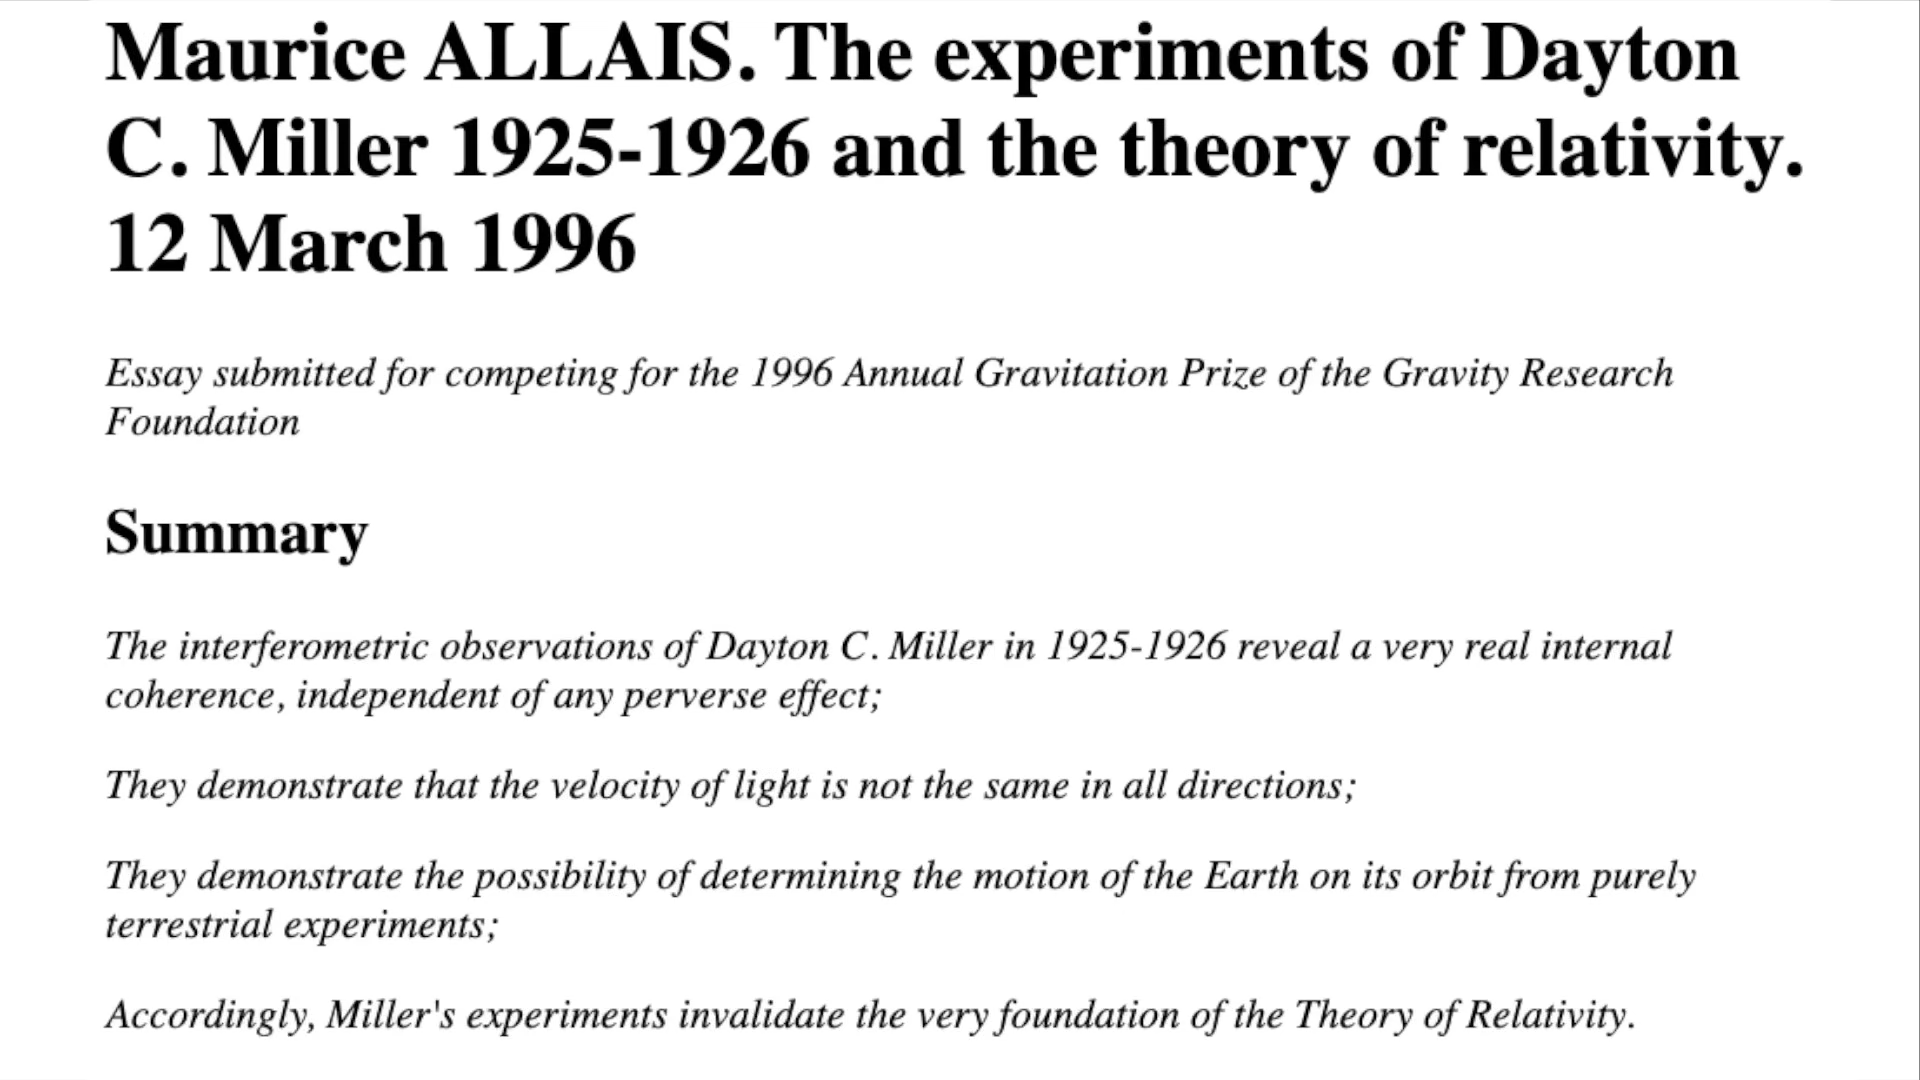 Maurice ALLAIS. The experiments of Dayton
C. Miller 1925-1926 and the theory of relativity.
12 March 1996
Essay submitted for competing for the 1996 Annual Gravitation Prize of the Gravity Research
Foundation
Summary
The interferometric observations of Dayton C. Miller in 1925-1926 reveal a very real internal
coherence, independent of any perverse effect;
They demonstrate that the velocity of light is not the same in all directions;
They demonstrate the possibility of determining the motion of the Earth on its orbit from purely
terrestrial experiments;
Accordingly, Miller's experiments invalidate the very foundation of the Theory of Relativity.